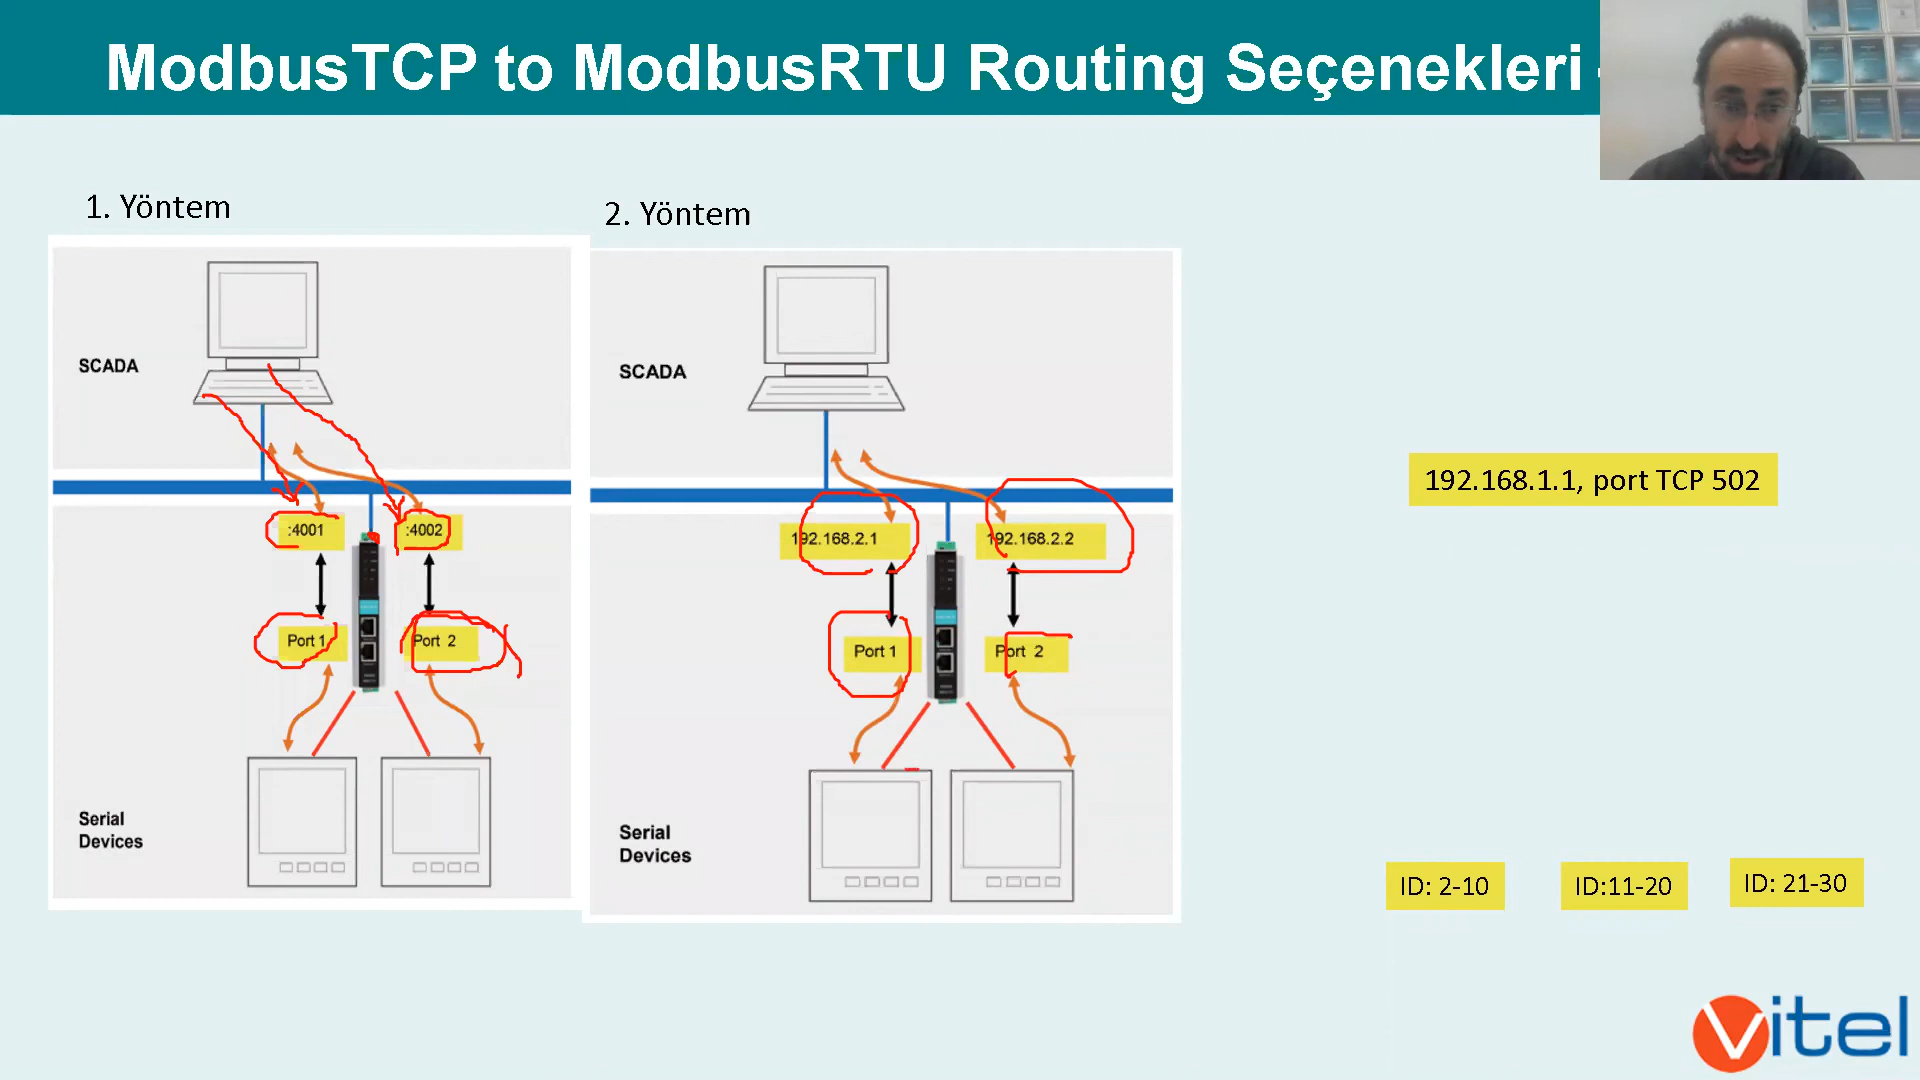 ModbusTCP to ModbusRTU Routing Seçenekleri
1. Yöntem
2. Yöntem
SCADA
:4001
:4002
Port 1
Port 2
Serial
Devices
SCADA
192.168.2.1
192.168.2.2
Port 1
Port 2
Serial
Devices
192.168.1.1, port TCP 502
ID: 2-10
ID:11-20
ID: 21-30
vitel